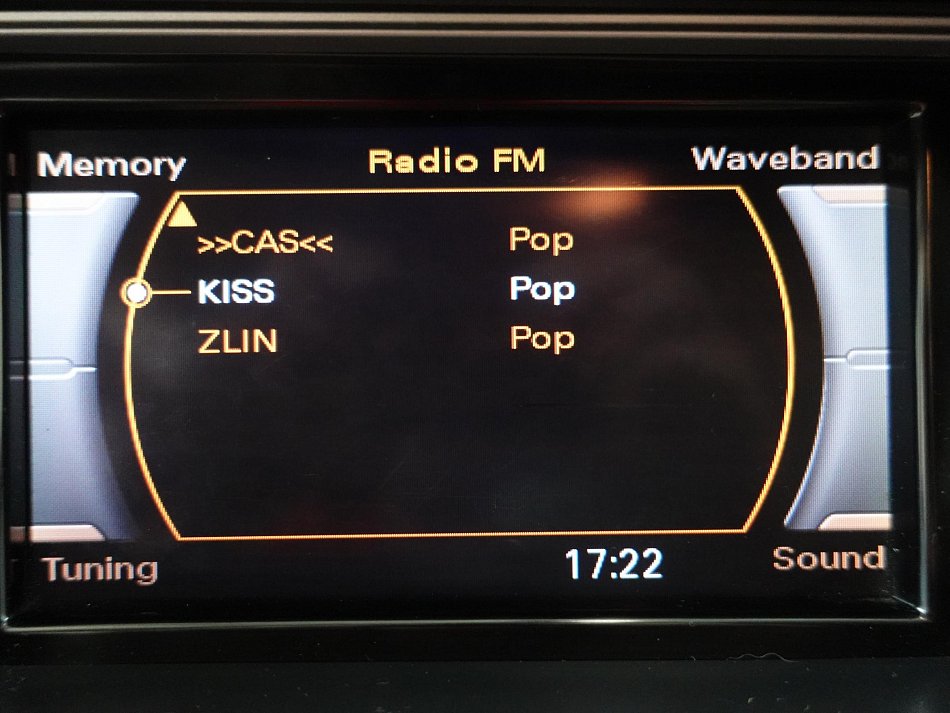 Memory Radio FM Waveband
>>CAS<< Pop
KISS Pop
ZLIN Pop
Tuning 17:22 Sound